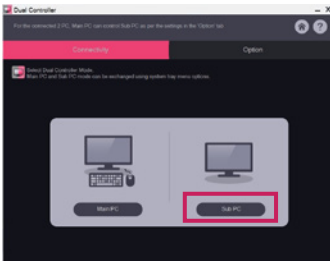 Dual Controller
For the connected 2 PC, Main PC can control Sub PC as per the settings in the 'Option' tab.
Connectivity
Option
Select Dual Controller Mode.
Main PC and Sub PC mode can be exchanged using system tray menu options.
Main PC
Sub PC